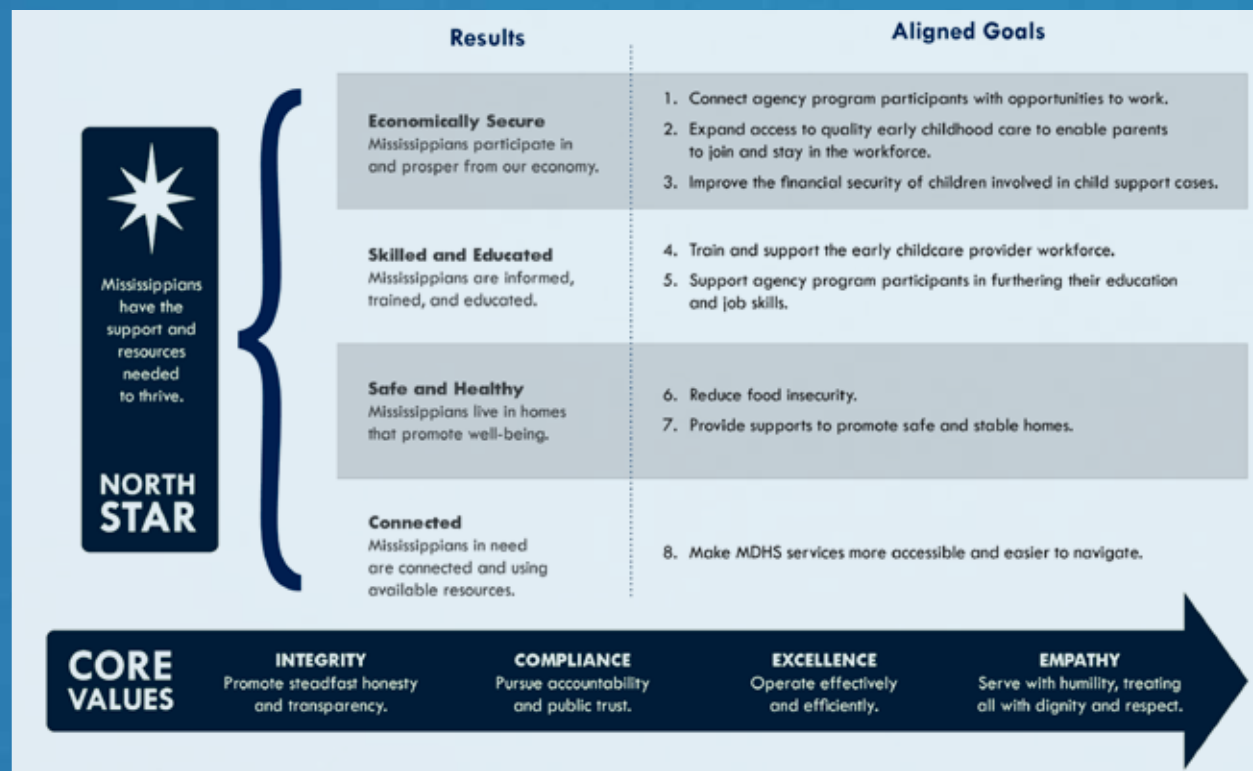 Results
Aligned Goals
Mississippians
have the
support and
resources
needed
to thrive.
NORTH
STAR
Economically Secure
Mississippians participate in
and prosper from our economy.
1. Connect agency program participants with opportunities to work.
2. Expand access to quality early childhood care to enable parents
to join and stay in the workforce.
3. Improve the financial security of children involved in child support cases.
Skilled and Educated
Mississippians are informed,
trained, and educated.
4. Train and support the early childcare provider workforce.
5. Support agency program participants in furthering their education
and job skills.
Safe and Healthy
Mississippians live in homes
that promote well-being.
6. Reduce food insecurity.
7. Provide supports to promote safe and stable homes.
Connected
Mississippians in need
are connected and using
available resources.
8. Make MDHS services more accessible and easier to navigate.
CORE
VALUES
INTEGRITY
Promote steadfast honesty
and transparency.
COMPLIANCE
Pursue accountability
and public trust.
EXCELLENCE
Operate effectively
and efficiently.
EMPATHY
Serve with humility, treating
all with dignity and respect.